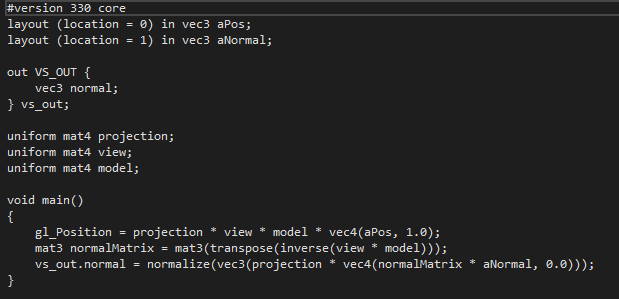 #version 330 core
layout (location = 0) in vec3 aPos;
layout (location = 1) in vec3 aNormal;

out VS_OUT {
    vec3 normal;
} vs_out;

uniform mat4 projection;
uniform mat4 view;
uniform mat4 model;

void main()
{
    gl_Position = projection * view * model * vec4(aPos, 1.0);
    mat3 normalMatrix = mat3(transpose(inverse(view * model)));
    vs_out.normal = normalize(vec3(projection * vec4(normalMatrix * aNormal, 0.0)));
}